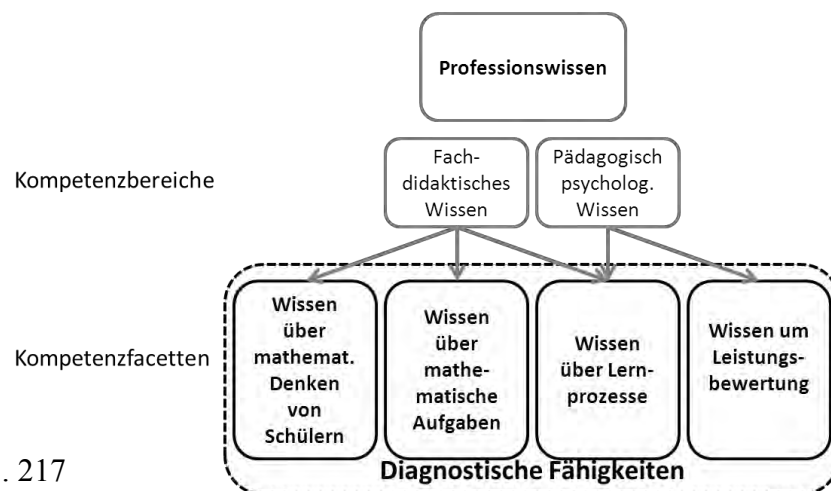 Professionswissen
Kompetenzbereiche
Fach-
didaktisches
Wissen
Pädagogisch
psycholog.
Wissen
Kompetenzfacetten
Wissen
über
mathemat.
Denken
von
Schülern
Wissen
über
mathe-
matische
Aufgaben
Wissen
über Lern-
prozesse
Wissen um
Leistungs-
bewertung
. 217
Diagnostische Fähigkeiten